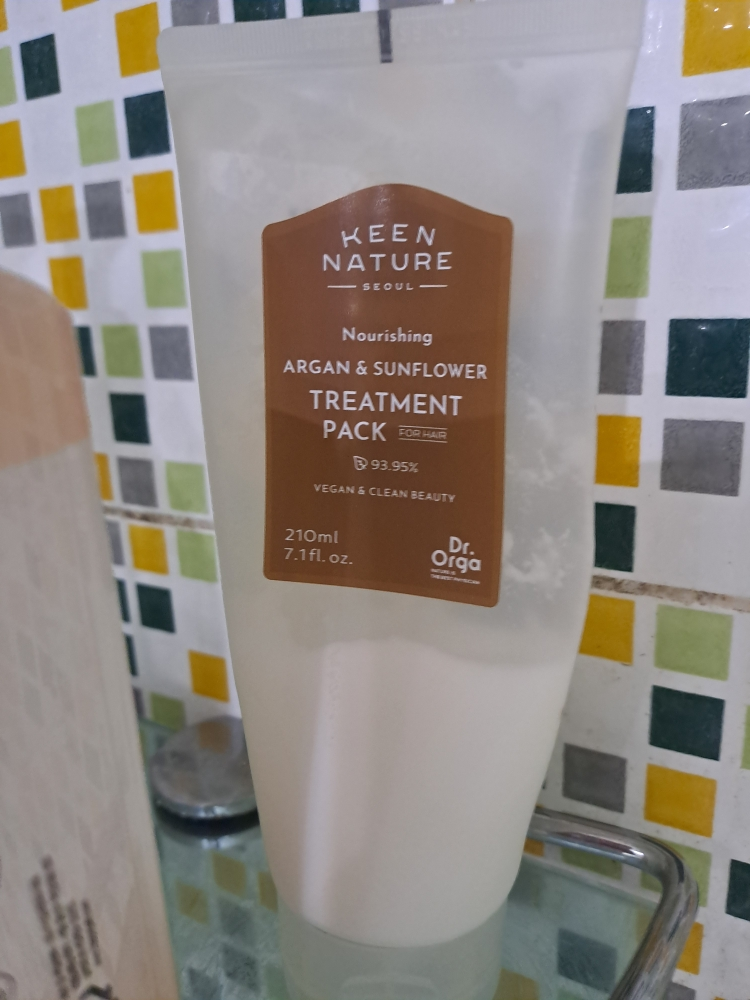 KEEN
NATURE
SEOUL
Nourishing
ARGAN & SUNFLOWER
TREATMENT
PACK FOR HAIR
93.95%
VEGAN & CLEAN BEAUTY
210ml
7.1fl. oz.
Dr.
Orga